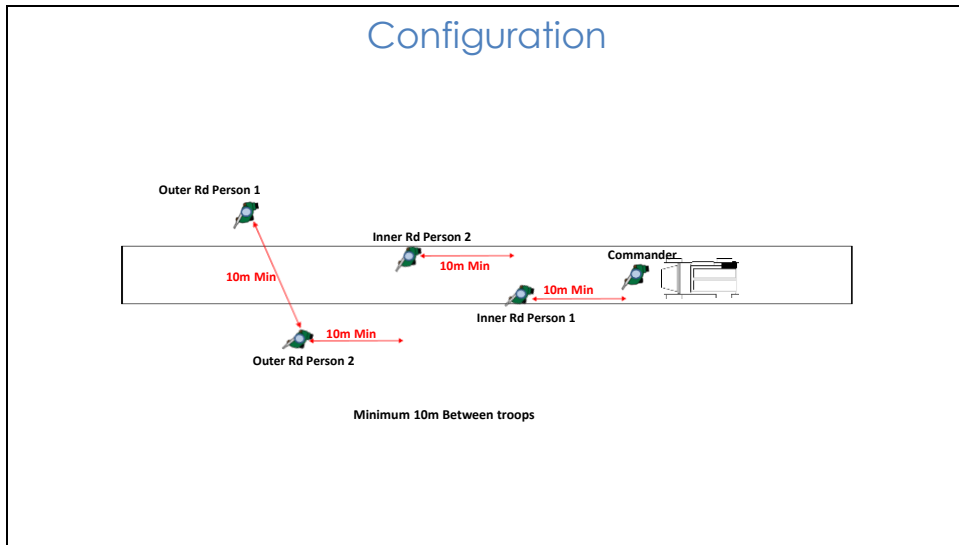 Configuration
Outer Rd Person 1
Inner Rd Person 2
Commander
10m Min
10m Min
10m Min
Inner Rd Person 1
10m Min
Outer Rd Person 2
Minimum 10m Between troops